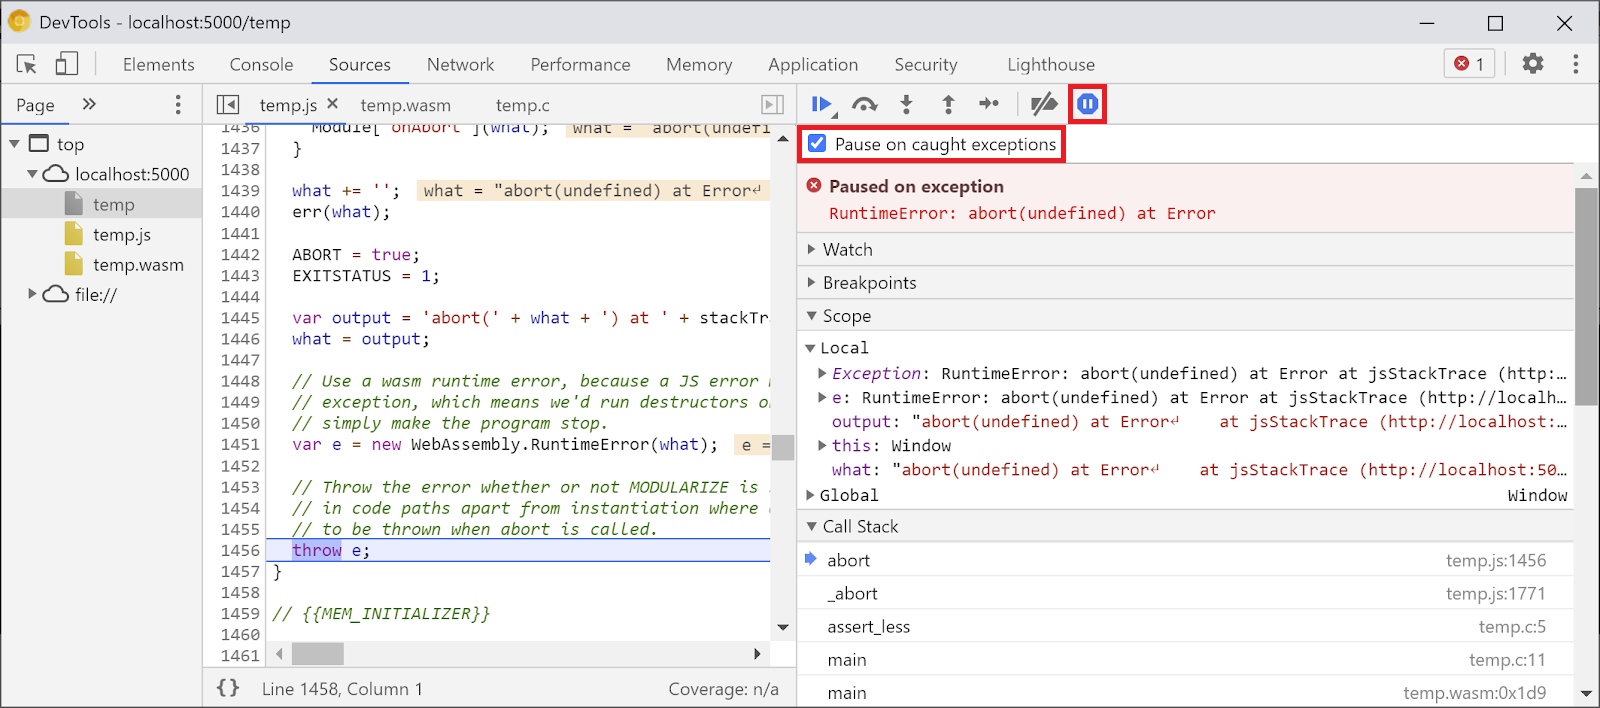 DevTools - localhost:5000/temp
Elements Console Sources Network Performance Memory Application Security Lighthouse 1
Page
top
localhost:5000
temp
temp.js
temp.wasm
file://
temp.js temp.wasm temp.c
1436 Module['onAbort'](what); what = "abort(undefi
1437 }
1438
1439 what += ''; what = "abort(undefined) at Error↵
1440 err(what);
1441
1442 ABORT = true;
1443 EXITSTATUS = 1;
1444
1445 var output = 'abort(' + what + ') at ' + stackTr
1446 what = output;
1447
1448 // Use a wasm runtime error, because a JS error
1449 // exception, which means we'd run destructors o
1450 // simply make the program stop.
1451 var e = new WebAssembly.RuntimeError(what); e =
1452
1453 // Throw the error whether or not MODULARIZE is
1454 // in code paths apart from instantiation where
1455 // to be thrown when abort is called.
1456 throw e;
1457 }
1458
1459 // {{MEM_INITIALIZER}}
1460
1461
{} Line 1458, Column 1 Coverage: n/a
Pause on caught exceptions
Paused on exception
RuntimeError: abort(undefined) at Error
Watch
Breakpoints
Scope
Local
Exception: RuntimeError: abort(undefined) at Error at jsStackTrace (http:…
e: RuntimeError: abort(undefined) at Error at jsStackTrace (http://localh…
output: "abort(undefined) at Error↵ at jsStackTrace (http://localhost:…
this: Window
what: "abort(undefined) at Error↵ at jsStackTrace (http://localhost:50…
Global Window
Call Stack
abort temp.js:1456
_abort temp.js:1771
assert_less temp.c:5
main temp.c:11
main temp.wasm:0x1d9